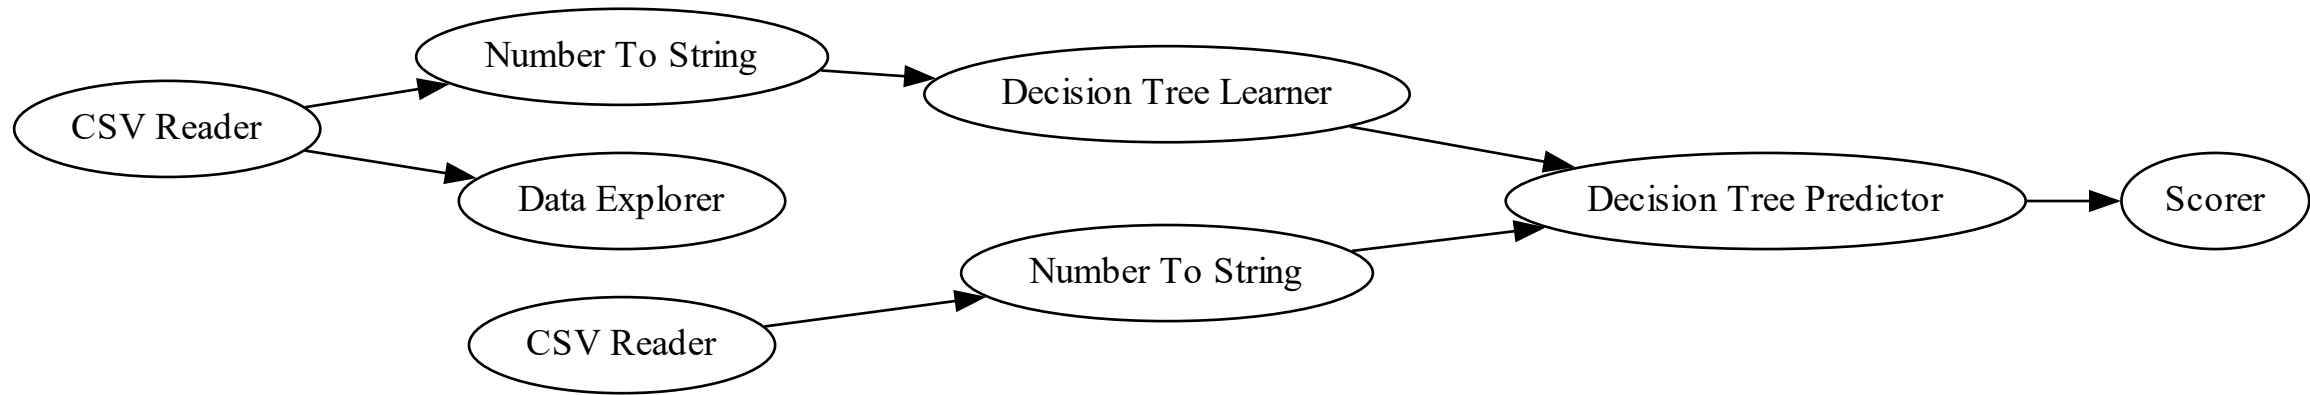 Number To String
Decision Tree Learner
CSV Reader
Data Explorer
Decision Tree Predictor
Scorer
Number To String
CSV Reader